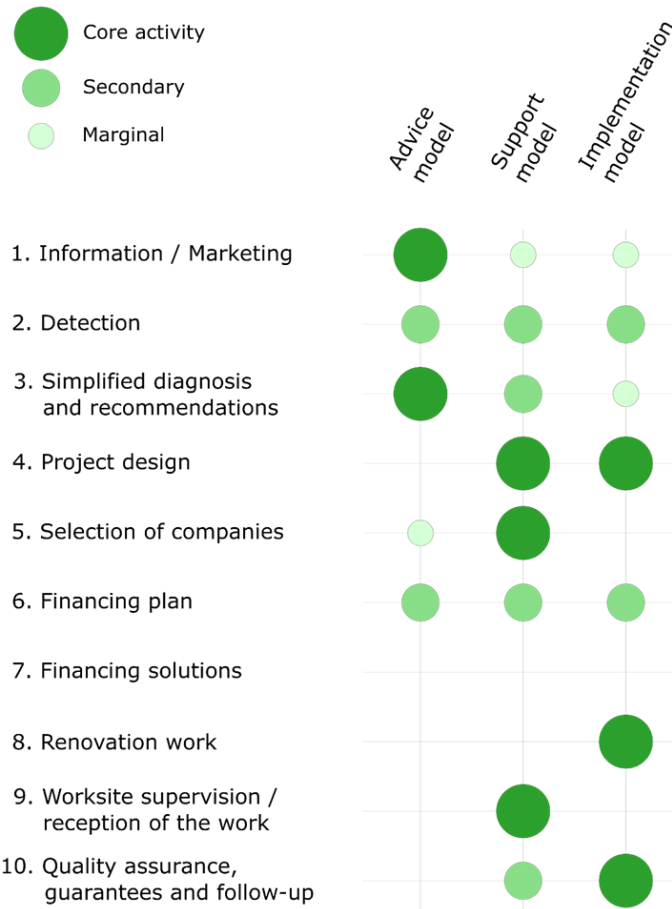 Core activity
Secondary
Marginal
Advice
model
Support
model
Implementation
model
1. Information / Marketing
2. Detection
3. Simplified diagnosis
and recommendations
4. Project design
5. Selection of companies
6. Financing plan
7. Financing solutions
8. Renovation work
9. Worksite supervision /
reception of the work
10. Quality assurance,
guarantees and follow-up